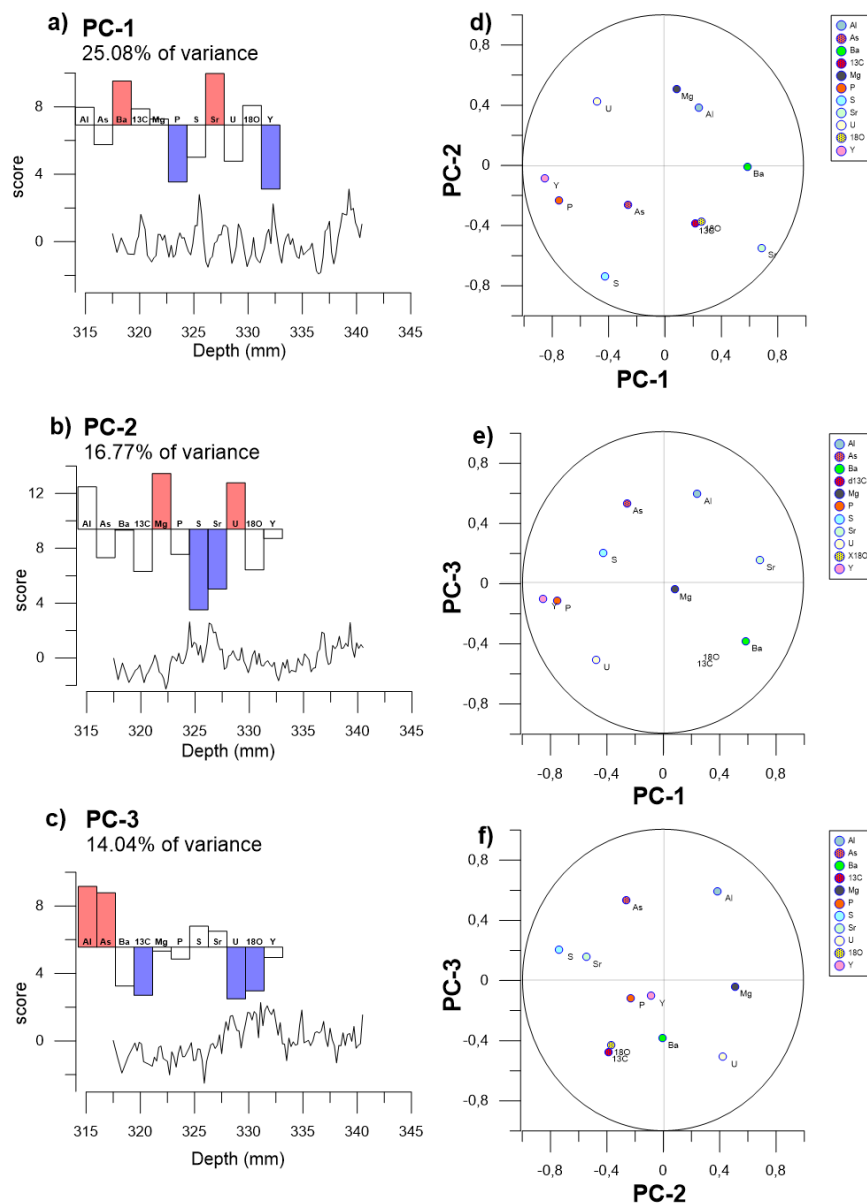 a) PC-1
25.08% of variance
8
4
0
score
Al As Ba 13C Mg P S Sr U 18O Y
315 320 325 330 335 340 345
Depth (mm)
d)
0,8
0,4
0
-0,4
-0,8
PC-2
U
Mg
Al
Ba
Y
P
As
18O
13C
Sr
S
-0,8 -0,4 0 0,4 0,8
PC-1
Al
As
Ba
13C
Mg
P
S
Sr
U
18O
Y
b) PC-2
16.77% of variance
12
8
4
0
score
Al As Ba 13C Mg P S Sr U 18O Y
315 320 325 330 335 340 345
Depth (mm)
e)
0,8
0,4
0
-0,4
-0,8
PC-3
As
Al
S
Sr
Mg
Y
P
U
Ba
18O
13C
-0,8 -0,4 0 0,4 0,8
PC-1
Al
As
Ba
d13C
Mg
P
S
Sr
U
X18O
Y
c) PC-3
14.04% of variance
8
4
0
score
Al As Ba 13C Mg P S Sr U 18O Y
315 320 325 330 335 340 345
Depth (mm)
f)
0,8
0,4
0
-0,4
-0,8
PC-3
As
Al
S
Sr
Mg
P
Y
Ba
18O
13C
U
-0,8 -0,4 0 0,4 0,8
PC-2
Al
As
Ba
13C
Mg
P
S
Sr
U
18O
Y